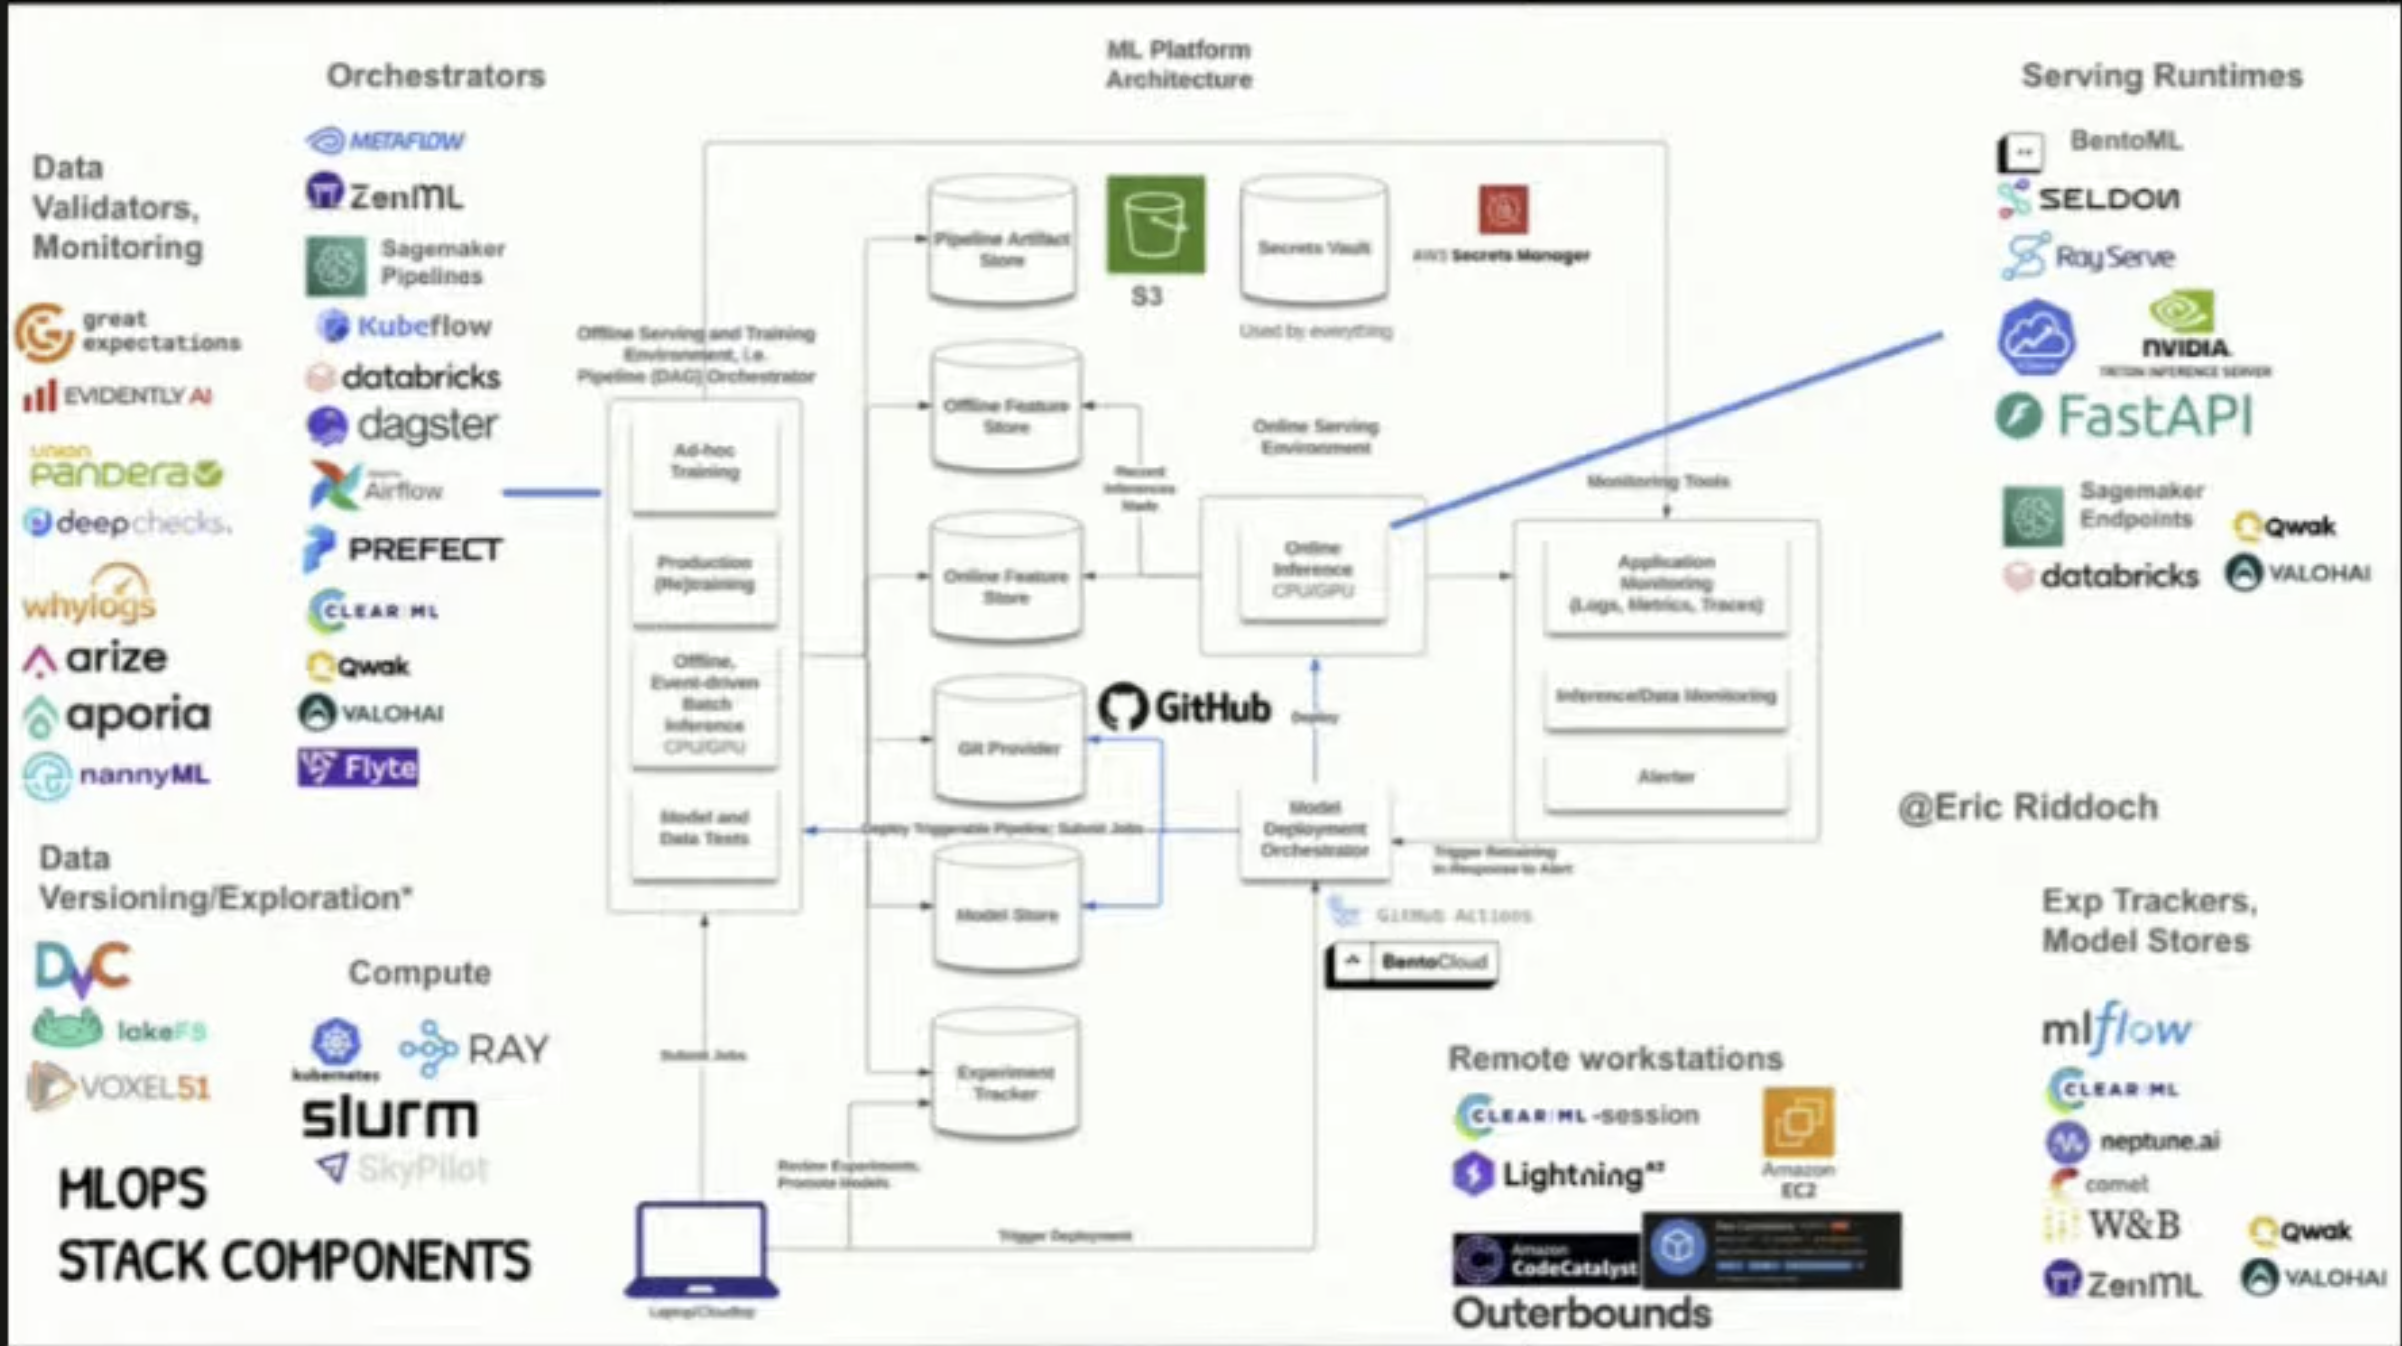 ML Platform
Architecture
Orchestrators
METAFLOW
ZenML
Sagemaker
Pipelines
Kubeflow
databricks
dagster
Airflow
PREFECT
CLEAR ML
Qwak
VALOHAI
Flyte
Data
Validators,
Monitoring
great
expectations
EVIDENTLY AI
UNION
Pandera
deepchecks.
whylogs
arize
aporia
nannyML
Data
Versioning/Exploration*
DVC
lakeFS
VOXEL51
Compute
kubernetes
RAY
slurm
SkyPilot
MLOPS
STACK COMPONENTS
Offline Serving and Training
Environment, i.e.
Pipeline (DAG) Orchestrator
Ad-hoc
Training
Production
(Re)training
Offline,
Event-driven
Batch
Inference
CPU/GPU
Model and
Data Tests
Submit Jobs
Laptop/Cloudtop
Pipeline Artifact
Store
S3
Secrets Vault
Used by everything
AWS Secrets Manager
Offline Feature
Store
Recent
Inferences
Made
Online Feature
Store
Git Provider
GitHub
Deploy Triggerable Pipeline; Submit Jobs
Model Store
Experiment
Tracker
Review Experiments,
Promote Models
Trigger Deployment
Online Serving
Environment
Online
Inference
CPU/GPU
Deploy
Model
Deployment
Orchestrator
GitHub Actions
BentoCloud
Trigger Retraining
In-Response to Alert
Monitoring Tools
Application
Monitoring
(Logs, Metrics, Traces)
Inference/Data Monitoring
Alerter
Serving Runtimes
BentoML
SELDON
Ray Serve
NVIDIA.
TRITON INFERENCE SERVER
FastAPI
Sagemaker
Endpoints
Qwak
databricks
VALOHAI
@Eric Riddoch
Remote workstations
CLEAR ML -session
Lightning AI
Amazon
EC2
Amazon
CodeCatalyst
Outerbounds
Exp Trackers,
Model Stores
mlflow
CLEAR ML
neptune.ai
comet
W&B
Qwak
ZenML
VALOHAI